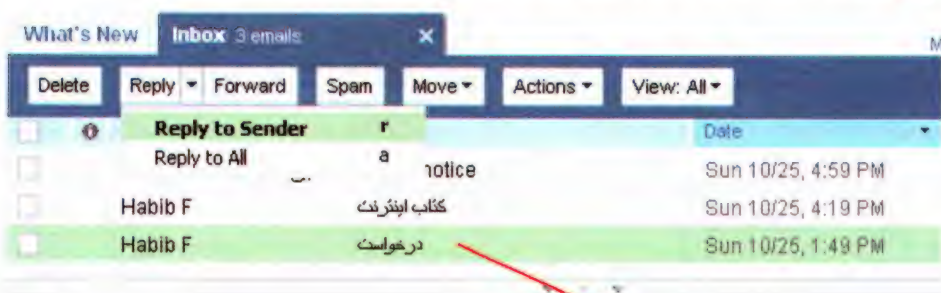 What's New Inbox 3 emails × M
Delete Reply Forward Spam Move Actions View: All
Reply to Sender r
Date
Reply to All a
notice Sun 10/25, 4:59 PM
Habib F کتاب اینترنت Sun 10/25, 4:19 PM
Habib F درخواست Sun 10/25, 1:49 PM